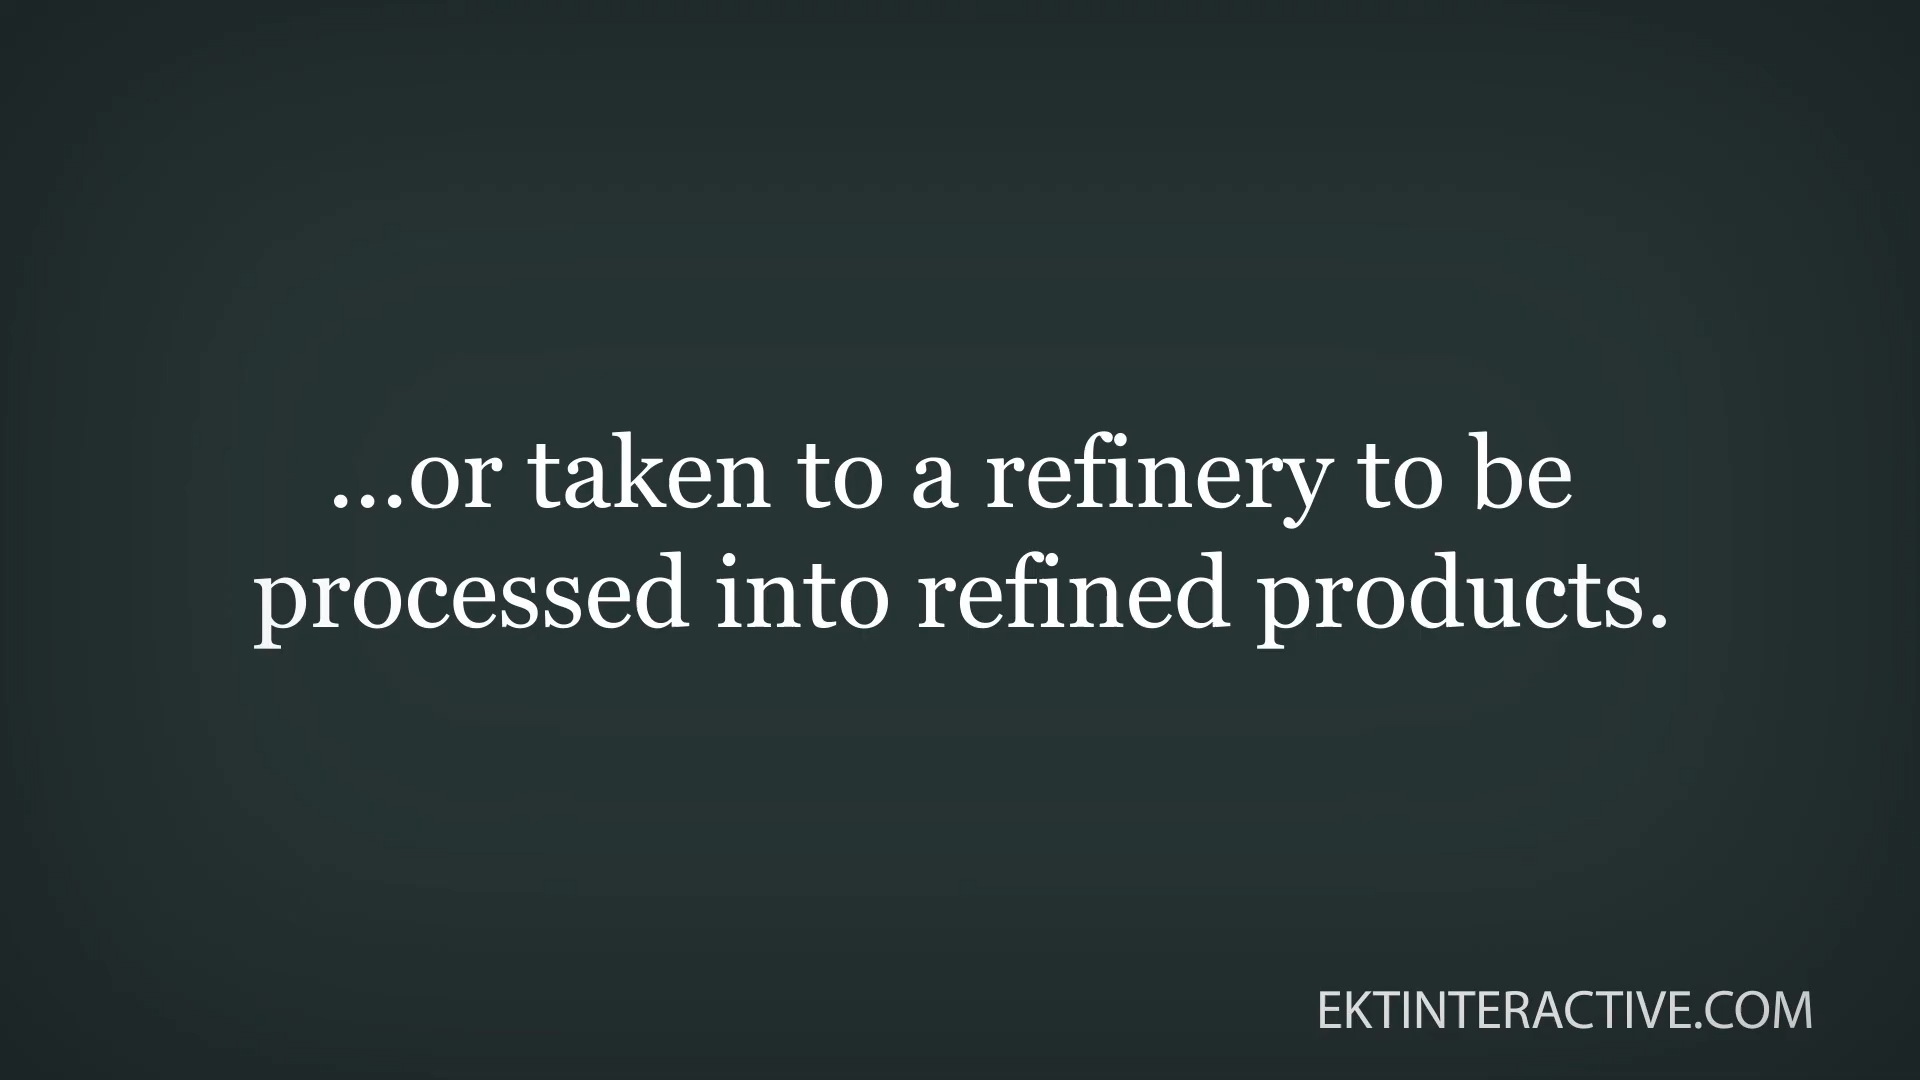 ...or taken to a refinery to be
processed into refined products.
EKTINTERACTIVE.COM